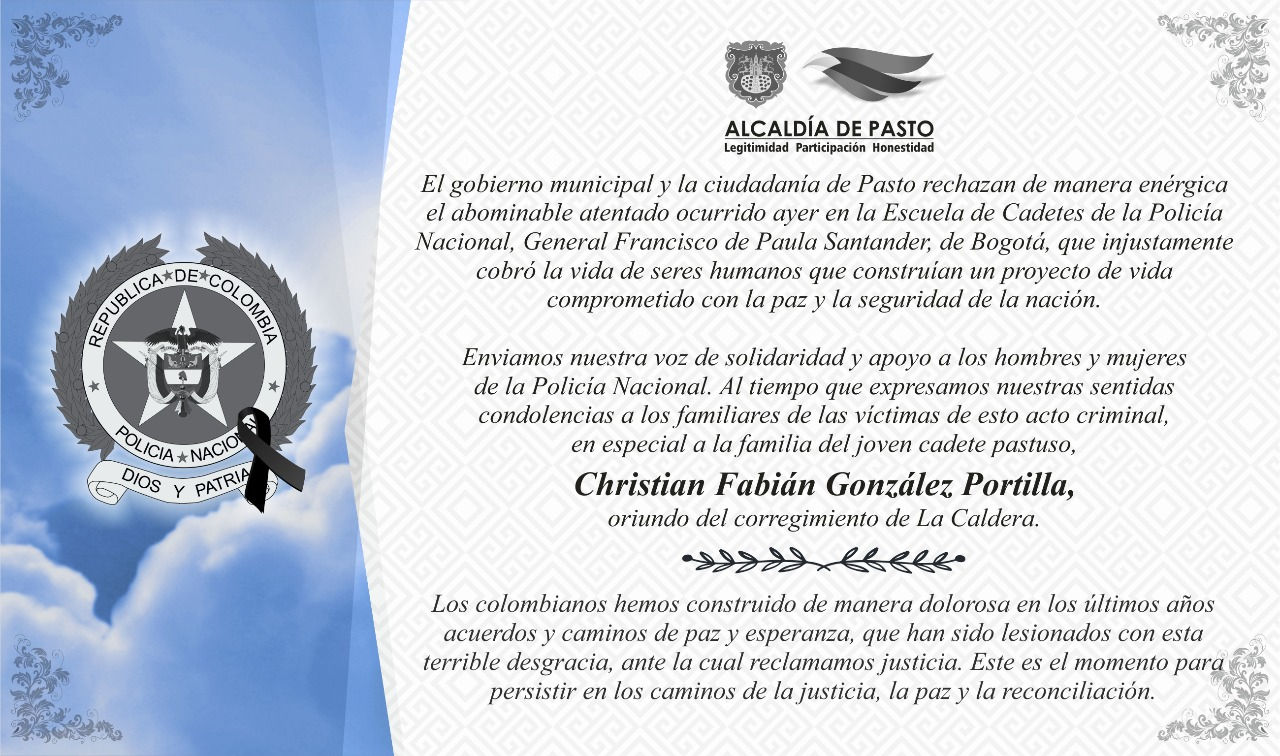 REPUBLICA DE COLOMBIA
POLICIA NACIONA
DIOS Y PATRIA
ALCALDÍA DE PASTO
Legitimidad Participación Honestidad
El gobierno municipal y la ciudadanía de Pasto rechazan de manera enérgica
el abominable atentado ocurrido ayer en la Escuela de Cadetes de la Policía
Nacional, General Francisco de Paula Santander, de Bogotá, que injustamente
cobró la vida de seres humanos que construían un proyecto de vida
comprometido con la paz y la seguridad de la nación.
Enviamos nuestra voz de solidaridad y apoyo a los hombres y mujeres
de la Policía Nacional. Al tiempo que expresamos nuestras sentidas
condolencias a los familiares de las víctimas de esto acto criminal,
en especial a la familia del joven cadete pastuso,
Christian Fabián González Portilla,
oriundo del corregimiento de La Caldera.
Los colombianos hemos construido de manera dolorosa en los últimos años
acuerdos y caminos de paz y esperanza, que han sido lesionados con esta
terrible desgracia, ante la cual reclamamos justicia. Este es el momento para
persistir en los caminos de la justicia, la paz y la reconciliación.